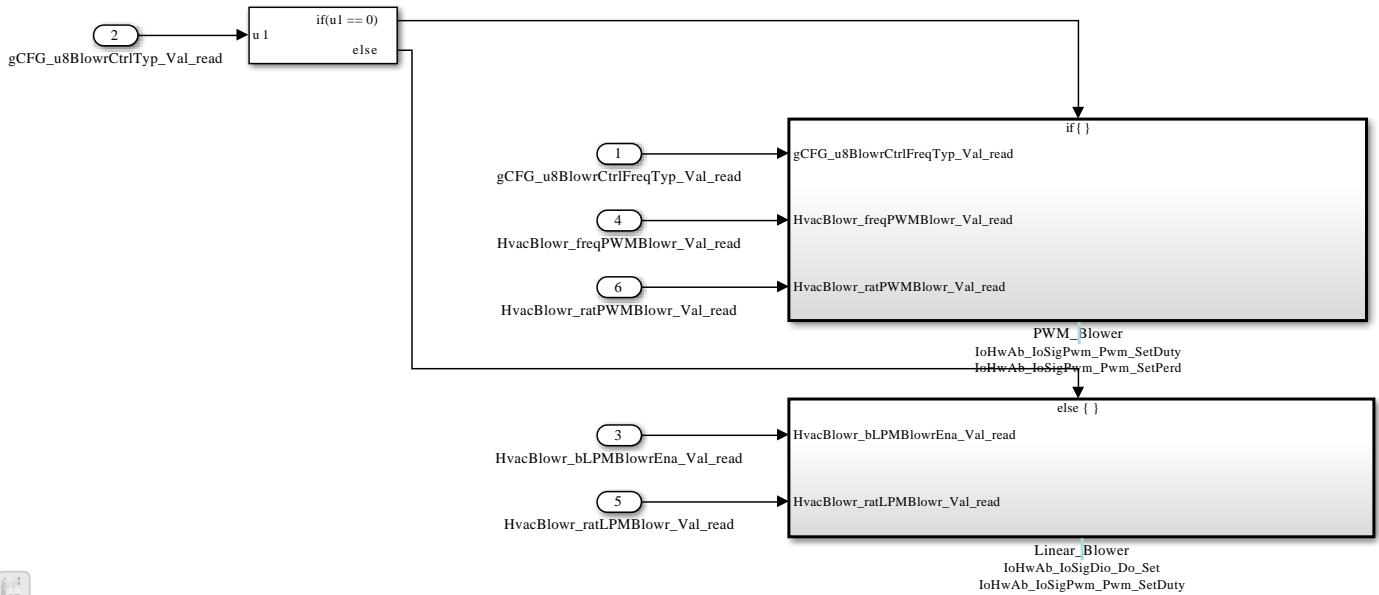 if(u1 == 0)
2
u1
else
gCFG_u8BlowrCtrlTyp_Val_read
if { }
1
gCFG_u8BlowrCtrlFreqTyp_Val_read
gCFG_u8BlowrCtrlFreqTyp_Val_read
4
HvacBlowr_freqPWMBlowr_Val_read
HvacBlowr_freqPWMBlowr_Val_read
6
HvacBlowr_ratPWMBlowr_Val_read
HvacBlowr_ratPWMBlowr_Val_read
PWM_Blower
IoHwAb_IoSigPwm_Pwm_SetDuty
IoHwAb_IoSigPwm_Pwm_SetPerd
else { }
3
HvacBlowr_bLPMBlowrEna_Val_read
HvacBlowr_bLPMBlowrEna_Val_read
5
HvacBlowr_ratLPMBlowr_Val_read
HvacBlowr_ratLPMBlowr_Val_read
Linear_Blower
IoHwAb_IoSigDio_Do_Set
IoHwAb_IoSigPwm_Pwm_SetDuty